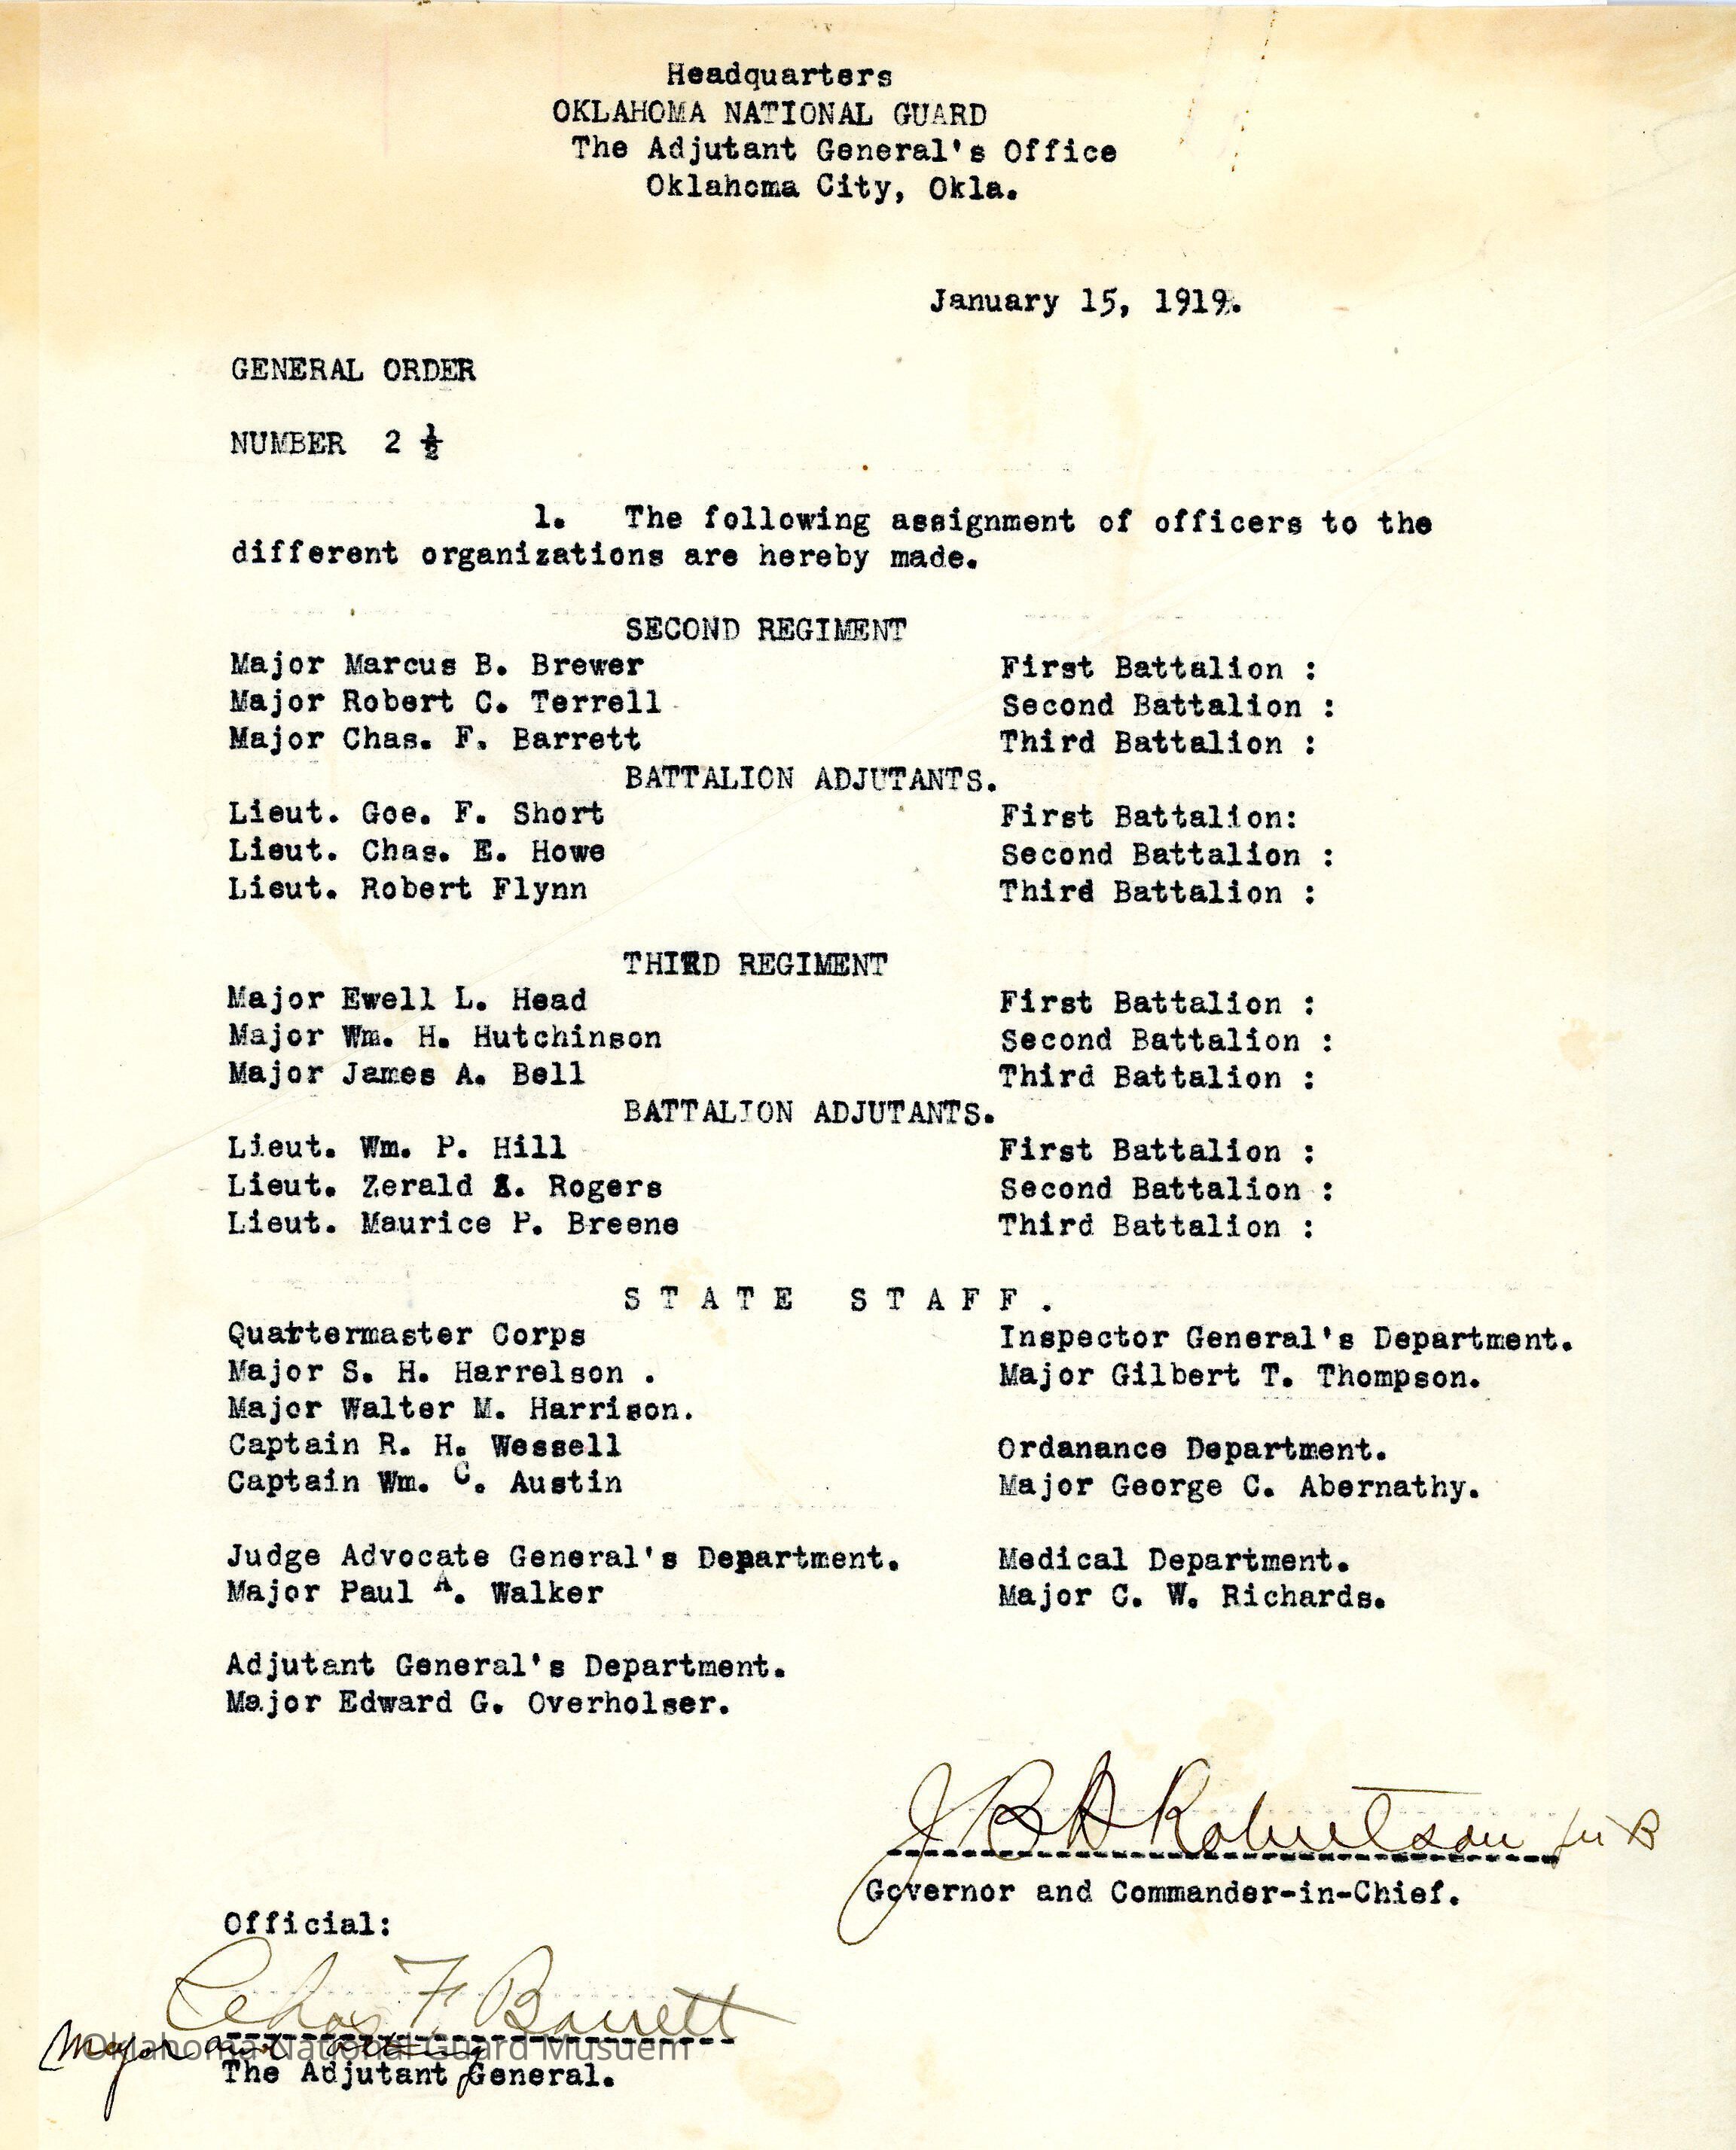 Headquarters
OKLAHOMA NATIONAL GUARD
The Adjutant General's Office
Oklahoma City, Okla.
January 15, 1919.
GENERAL ORDER
NUMBER 2 ½
1. The following assignment of officers to the
different organizations are hereby made.
SECOND REGIMENT
Major Marcus B. Brewer First Battalion :
Major Robert C. Terrell Second Battalion :
Major Chas. F. Barrett Third Battalion :
BATTALION ADJUTANTS.
Lieut. Goe. F. Short First Battalion:
Lieut. Chas. E. Howe Second Battalion :
Lieut. Robert Flynn Third Battalion :
THIRD REGIMENT
Major Ewell L. Head First Battalion :
Major Wm. H. Hutchinson Second Battalion :
Major James A. Bell Third Battalion :
BATTALION ADJUTANTS.
Lieut. Wm. P. Hill First Battalion :
Lieut. Zerald Rogers Second Battalion :
Lieut. Maurice P. Breene Third Battalion :
STATE STAFF.
Quartermaster Corps Inspector General's Department.
Major S. H. Harrelson . Major Gilbert T. Thompson.
Major Walter M. Harrison.
Captain R. H. Wessell Ordanance Department.
Captain Wm. C. Austin Major George C. Abernathy.
Judge Advocate General's Department. Medical Department.
Major Paul A. Walker Major C. W. Richards.
Adjutant General's Department.
Major Edward G. Overholser.
J B A Robertson
Governor and Commander-in-Chief.
Official:
Chas F Barrett
Major and acting
Oklahoma National Guard Musuem
The Adjutant General.